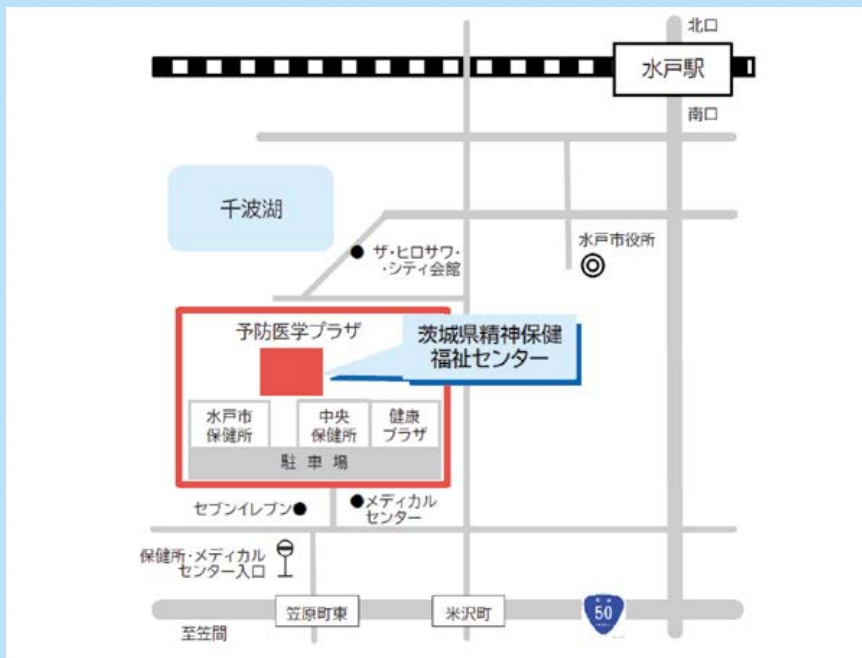 北口
水戸駅
南口
千波湖
ザ・ヒロサワ・
・シティ会館
水戸市役所
予防医学プラザ
茨城県精神保健
福祉センター
水戸市
保健所
中央
保健所
健康
プラザ
駐車場
セブンイレブン
メディカル
センター
保健所・メディカル
センター入口
笠原町東
米沢町
50
至笠間